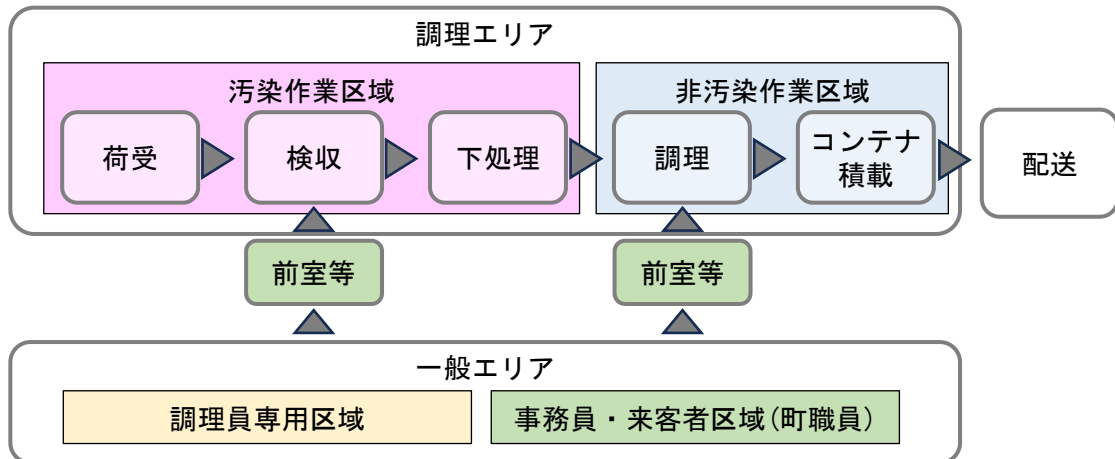 調理エリア
汚染作業区域
非汚染作業区域
荷受
検収
下処理
調理
コンテナ
積載
配送
前室等
前室等
一般エリア
調理員専用区域
事務員・来客者区域(町職員)